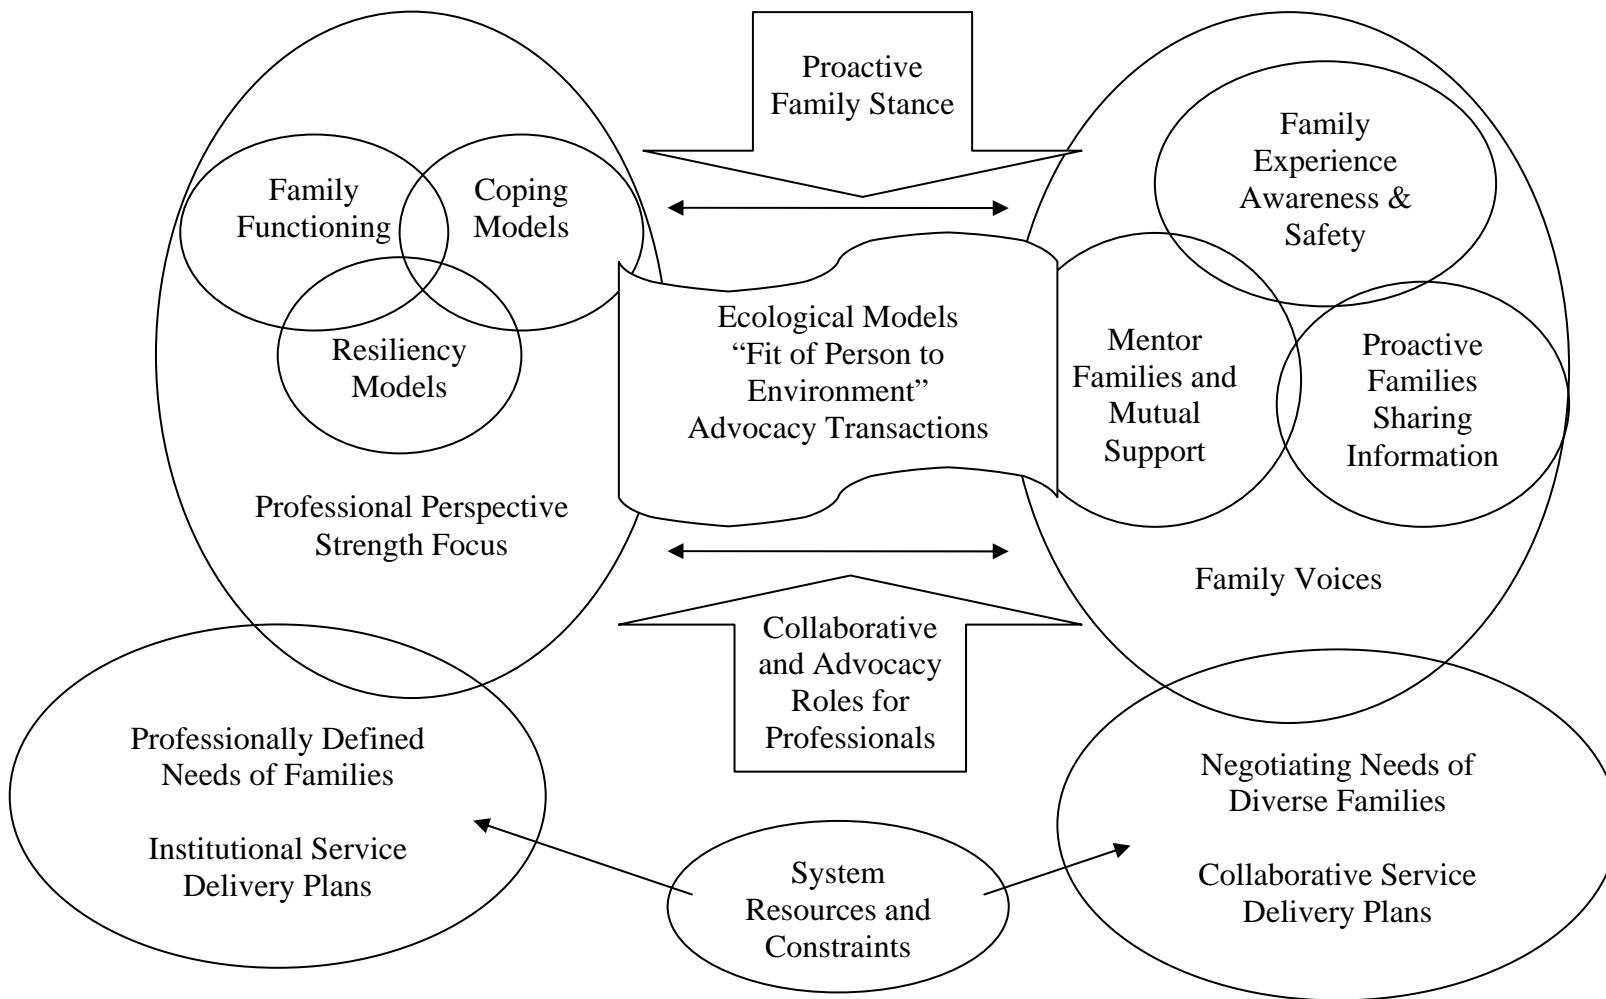 Proactive
Family Stance
Family
Experience
Awareness &
Safety
Family
Functioning
Coping
Models
Resiliency
Models
Ecological Models
“Fit of Person to
Environment”
Advocacy Transactions
Mentor
Families and
Mutual
Support
Proactive
Families
Sharing
Information
Professional Perspective
Strength Focus
Family Voices
Collaborative
and Advocacy
Roles for
Professionals
Professionally Defined
Needs of Families
Institutional Service
Delivery Plans
System
Resources and
Constraints
Negotiating Needs of
Diverse Families
Collaborative Service
Delivery Plans